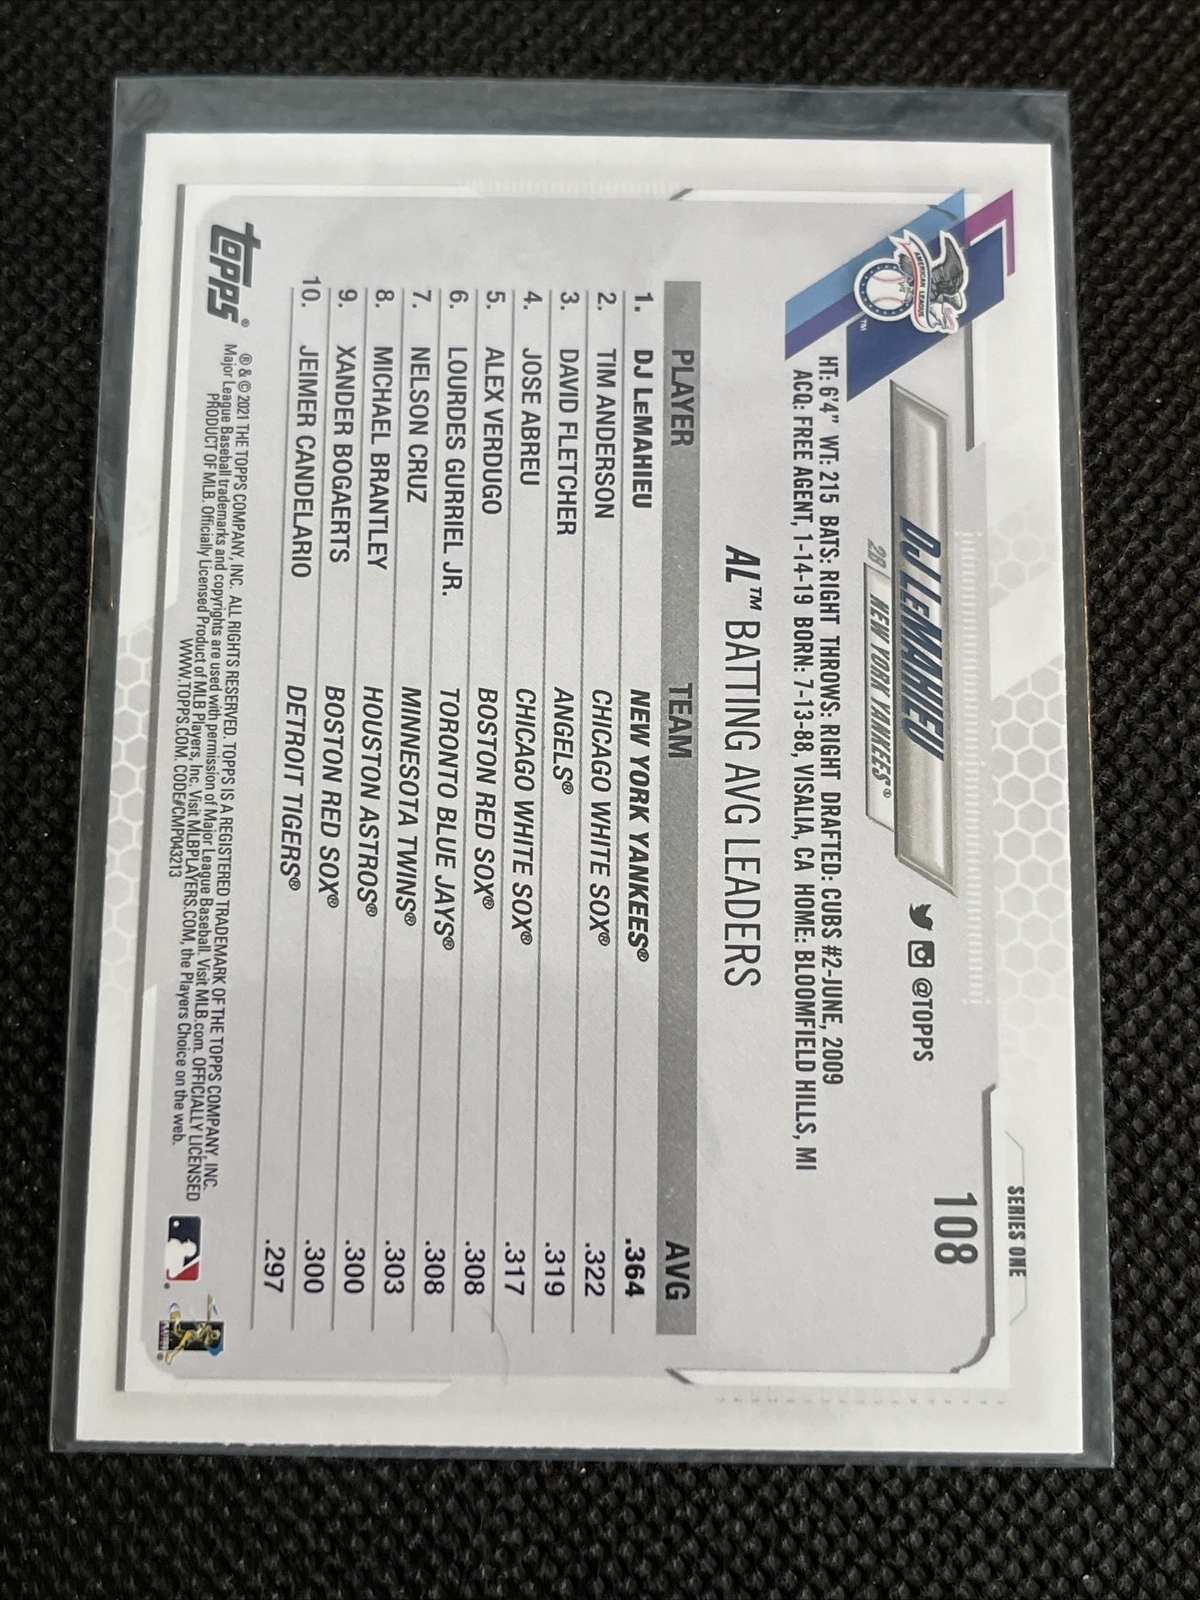 SERIES ONE
108
DJ LeMAHIEU
2B NEW YORK YANKEES®
@TOPPS
AMERICAN LEAGUE
™
HT: 6'4" WT: 215 BATS: RIGHT THROWS: RIGHT DRAFTED: CUBS #2-JUNE, 2009
ACQ: FREE AGENT, 1-14-19 BORN: 7-13-88, VISALIA, CA HOME: BLOOMFIELD HILLS, MI
AL™ BATTING AVG LEADERS
PLAYER TEAM AVG
1. DJ LeMAHIEU NEW YORK YANKEES® .364
2. TIM ANDERSON CHICAGO WHITE SOX® .322
3. DAVID FLETCHER ANGELS® .319
4. JOSE ABREU CHICAGO WHITE SOX® .317
5. ALEX VERDUGO BOSTON RED SOX® .308
6. LOURDES GURRIEL JR. TORONTO BLUE JAYS® .308
7. NELSON CRUZ MINNESOTA TWINS® .303
8. MICHAEL BRANTLEY HOUSTON ASTROS® .300
9. XANDER BOGAERTS BOSTON RED SOX® .300
10. JEIMER CANDELARIO DETROIT TIGERS® .297
topps®
® & © 2021 THE TOPPS COMPANY, INC. ALL RIGHTS RESERVED. TOPPS IS A REGISTERED TRADEMARK OF THE TOPPS COMPANY, INC.
Major League Baseball trademarks and copyrights are used with permission of Major League Baseball. Visit MLB.com. OFFICIALLY LICENSED
PRODUCT OF MLB. Officially Licensed Product of MLB Players, Inc. Visit MLBPLAYERS.COM, the Players Choice on the web.
WWW.TOPPS.COM. CODE#CMP043213